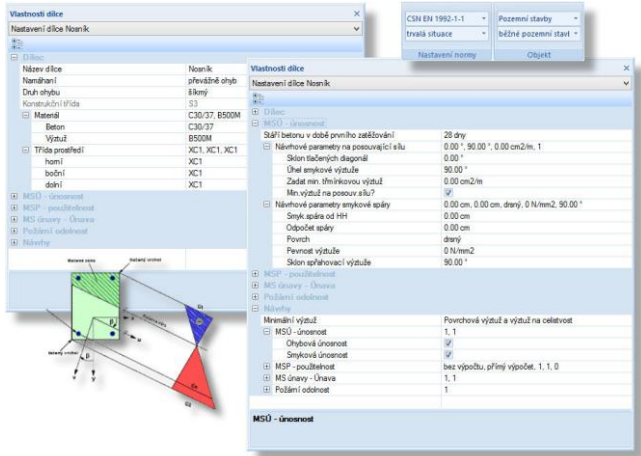 Vlastnosti dílce
Nastavení dílce Nosník
Dílec
Název dílce Nosník
Namáhaní převážně ohyb
Druh ohybu šikmý
Konstrukční třída S3
Materiál C30/37, B500M
Beton C30/37
Výztuž B500M
Třída prostředí XC1, XC1, XC1
horní XC1
boční XC1
dolní XC1
MSÚ - únosnost
MSP - použitelnost
MS únavy - Únava
Požární odolnost
Návrhy
ČSN EN 1992-1-1
trvalá situace
Nastavení normy
Pozemní stavby
běžné pozemní stavl
Objekt
Vlastnosti dílce
Nastavení dílce Nosník
Dílec
MSÚ - únosnost
Stáří betonu v době prvního zatěžování 28 dny
Návrhové parametry na posouvající sílu 0.00 °, 90.00 °, 0.00 cm2/m, 1
Sklon tlačených diagonál 0.00 °
Úhel smykové výztuže 90.00 °
Zadat min. třmínkovou výztuž 0.00 cm2/m
Min.výztuž na posouv.sílu?
Návrhové parametry smykové spáry 0.00 cm, 0.00 cm, drsný, 0 N/mm2, 90.00 °
Smyk.spára od HH 0.00 cm
Odpočet spáry 0.00 cm
Povrch drsný
Pevnost výztuže 0 N/mm2
Sklon spřahovací výztuže 90.00 °
MSP - použitelnost
MS únavy - Únava
Požární odolnost
Návrhy
Minimální výztuž Povrchová výztuž a výztuž na celistvost
MSÚ - únosnost 1, 1
Ohybová únosnost
Smyková únosnost
MSP - použitelnost bez výpočtu, přímý výpočet, 1, 1, 0
MS únavy - Únava 1, 1
Požární odolnost 1
MSÚ - únosnost